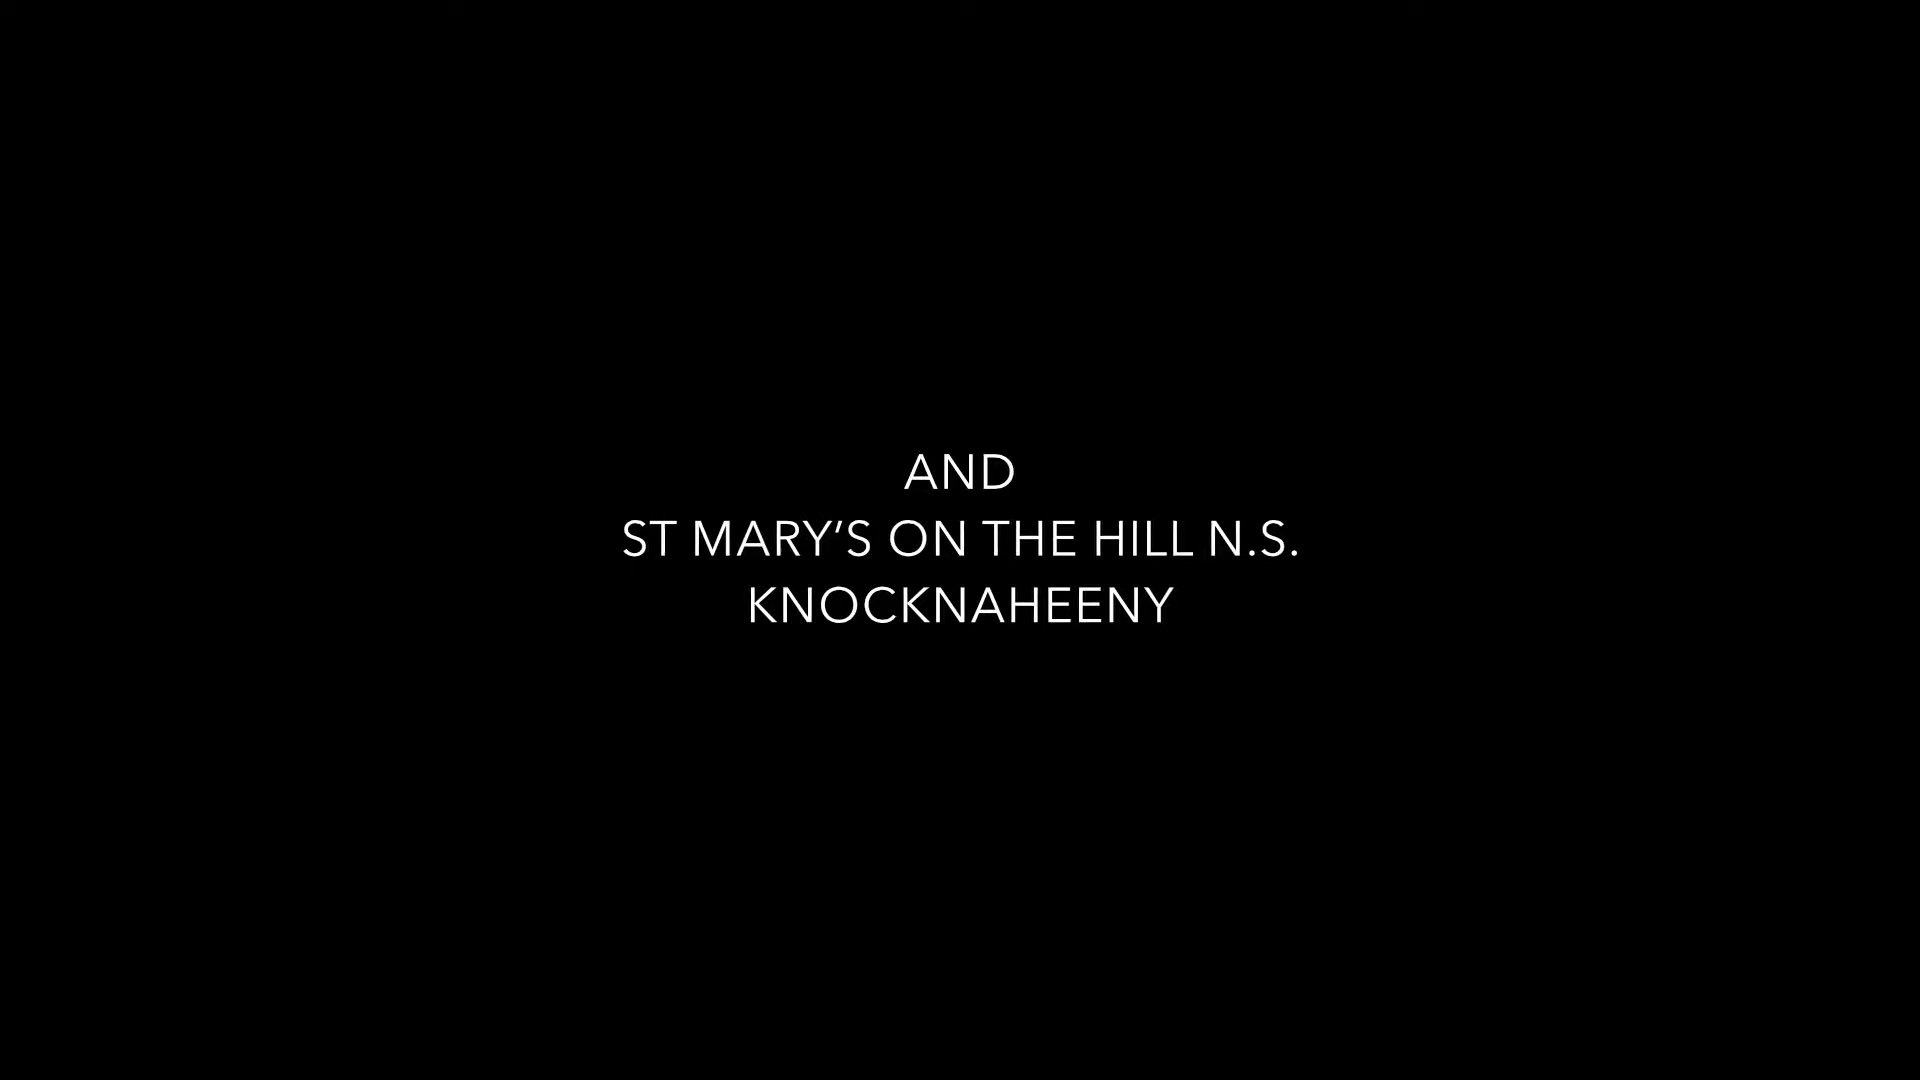 AND
ST MARY‘S ON THE HILL N.S.
KNOCKNAHEENY